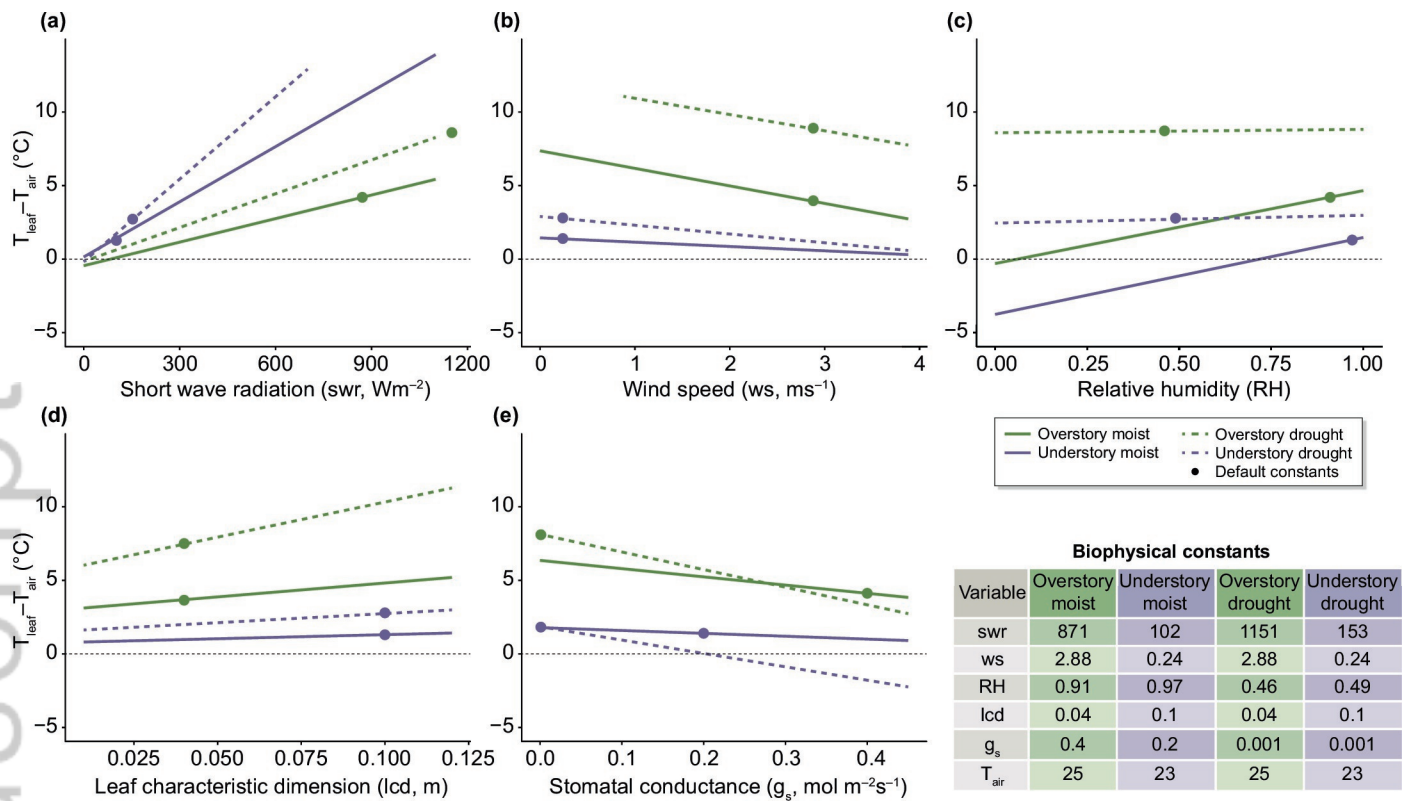 (a)
(b)
(c)
T_leaf–T_air (°C)
10
5
0
–5
0 300 600 900 1200
Short wave radiation (swr, Wm⁻²)
10
5
0
–5
0 1 2 3 4
Wind speed (ws, ms⁻¹)
10
5
0
–5
0.00 0.25 0.50 0.75 1.00
Relative humidity (RH)
(d)
(e)
T_leaf–T_air (°C)
10
5
0
–5
0.025 0.050 0.075 0.100 0.125
Leaf characteristic dimension (lcd, m)
10
5
0
–5
0.0 0.1 0.2 0.3 0.4
Stomatal conductance (g_s, mol m⁻²s⁻¹)
Overstory moist
Understory moist
Overstory drought
Understory drought
Default constants
Biophysical constants
Variable Overstory moist Understory moist Overstory drought Understory drought
swr 871 102 1151 153
ws 2.88 0.24 2.88 0.24
RH 0.91 0.97 0.46 0.49
lcd 0.04 0.1 0.04 0.1
g_s 0.4 0.2 0.001 0.001
T_air 25 23 25 23